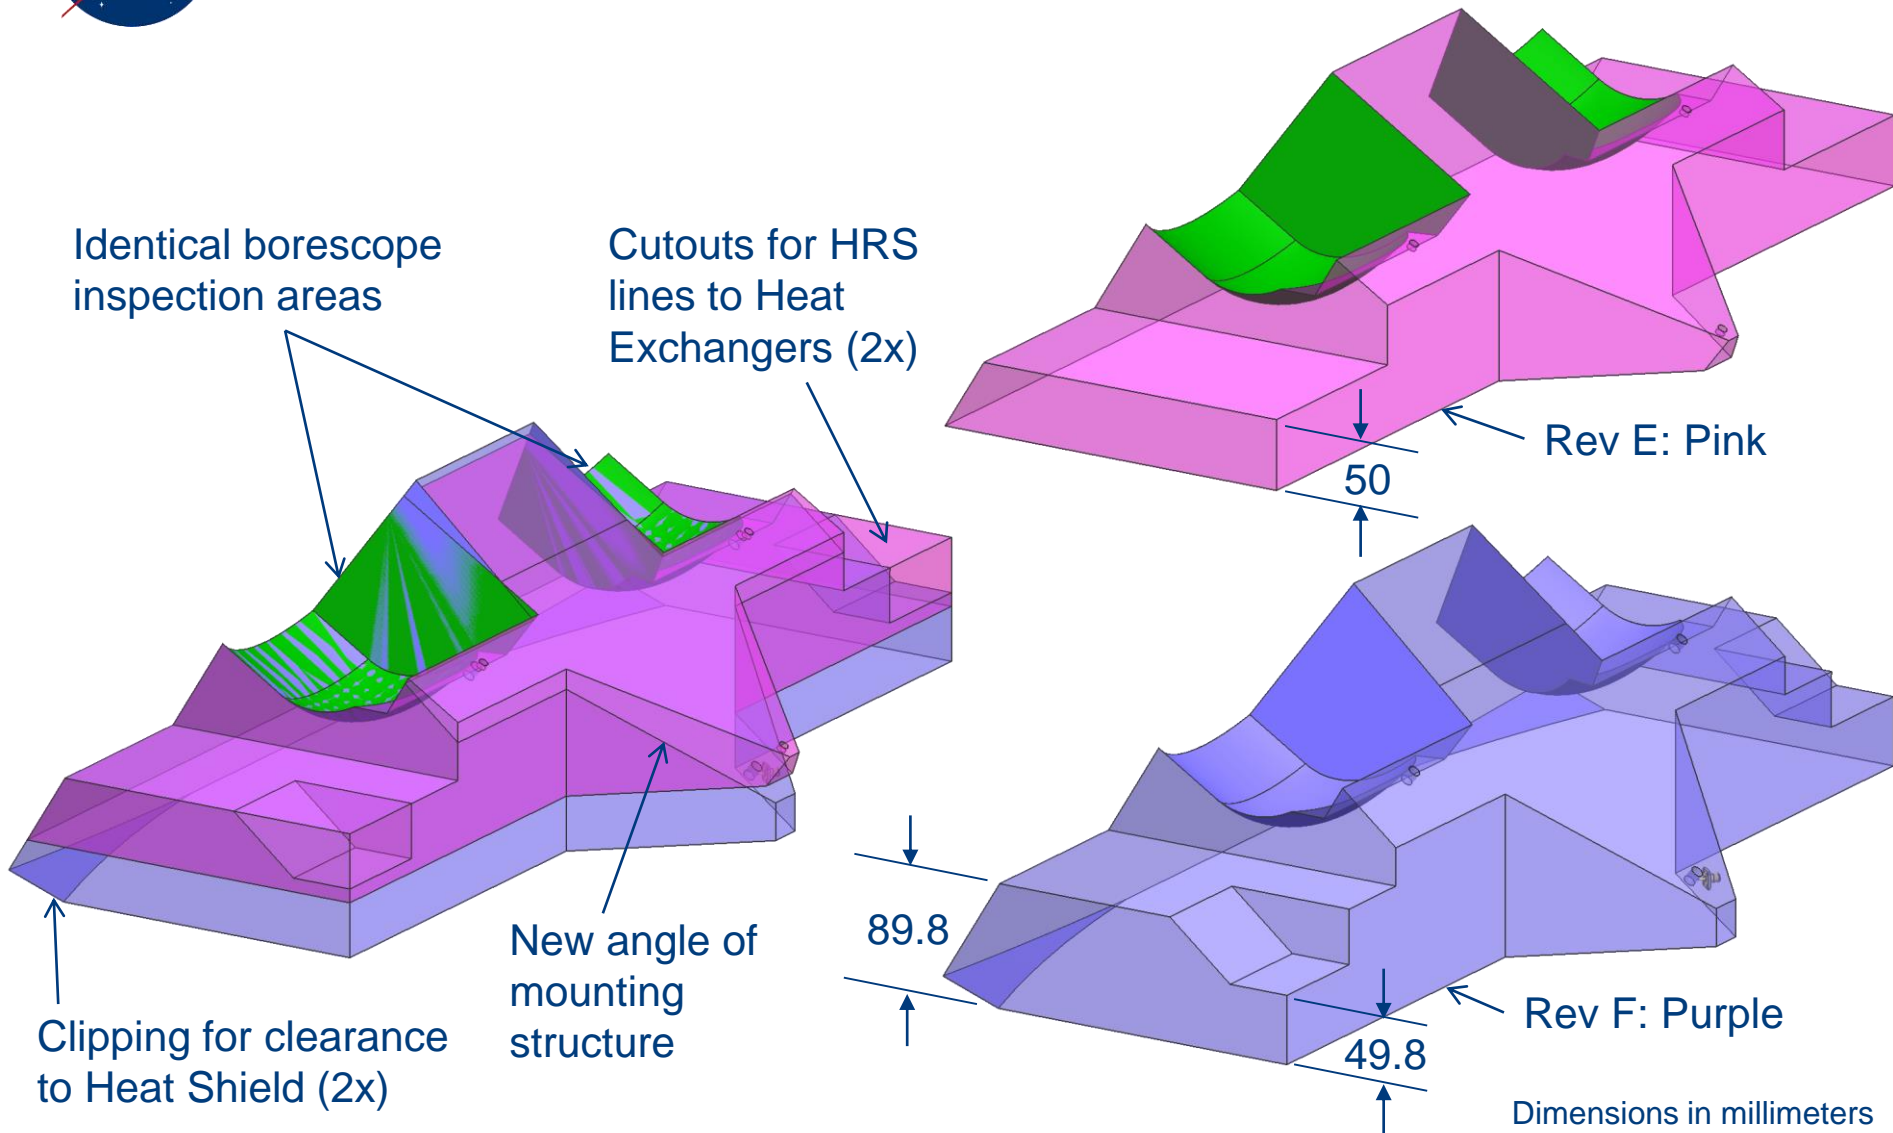 Identical borescope
inspection areas
Cutouts for HRS
lines to Heat
Exchangers (2x)
Rev E: Pink
50
89.8
New angle of
mounting
structure
Clipping for clearance
to Heat Shield (2x)
Rev F: Purple
49.8
Dimensions in millimeters